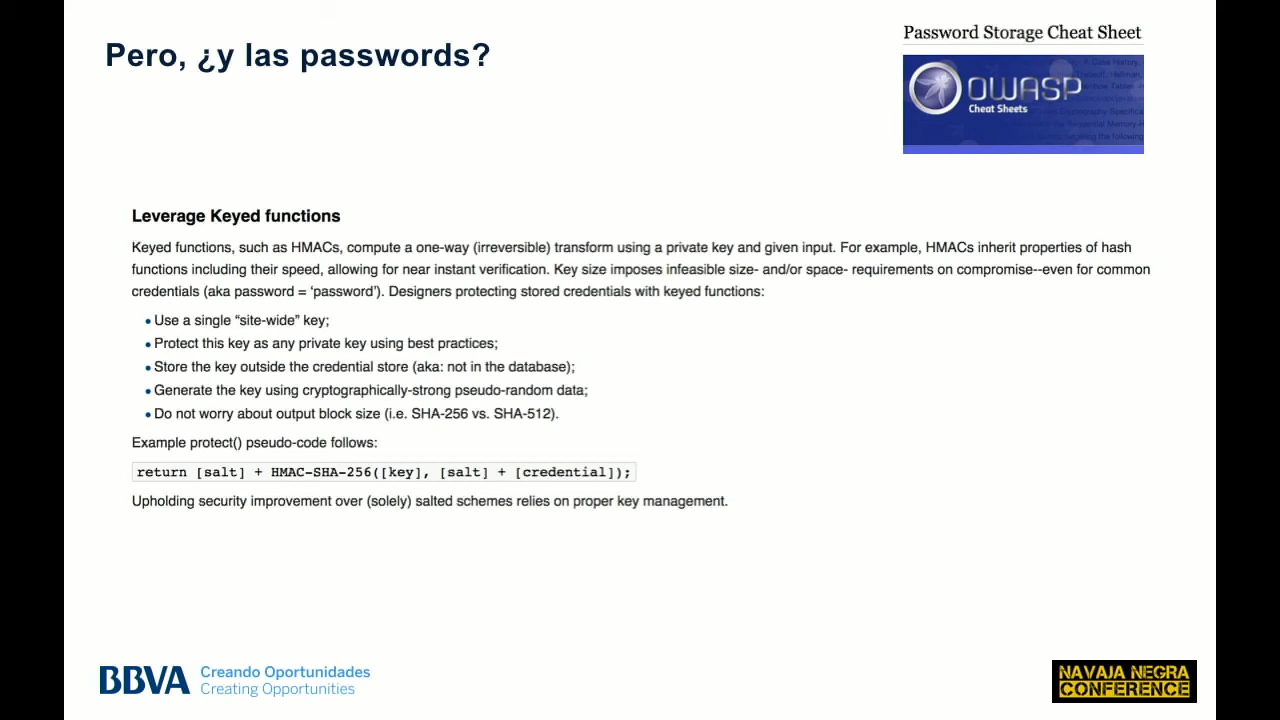 Pero, ¿y las passwords?
Password Storage Cheat Sheet
OWASP
Cheat Sheets
Leverage Keyed functions
Keyed functions, such as HMACs, compute a one-way (irreversible) transform using a private key and given input. For example, HMACs inherit properties of hash
functions including their speed, allowing for near instant verification. Key size imposes infeasible size- and/or space- requirements on compromise--even for common
credentials (aka password = ‘password’). Designers protecting stored credentials with keyed functions:
• Use a single “site-wide” key;
• Protect this key as any private key using best practices;
• Store the key outside the credential store (aka: not in the database);
• Generate the key using cryptographically-strong pseudo-random data;
• Do not worry about output block size (i.e. SHA-256 vs. SHA-512).
Example protect() pseudo-code follows:
return [salt] + HMAC-SHA-256([key], [salt] + [credential]);
Upholding security improvement over (solely) salted schemes relies on proper key management.
BBVA
Creando Oportunidades
Creating Opportunities
NAVAJA NEGRA
CONFERENCE